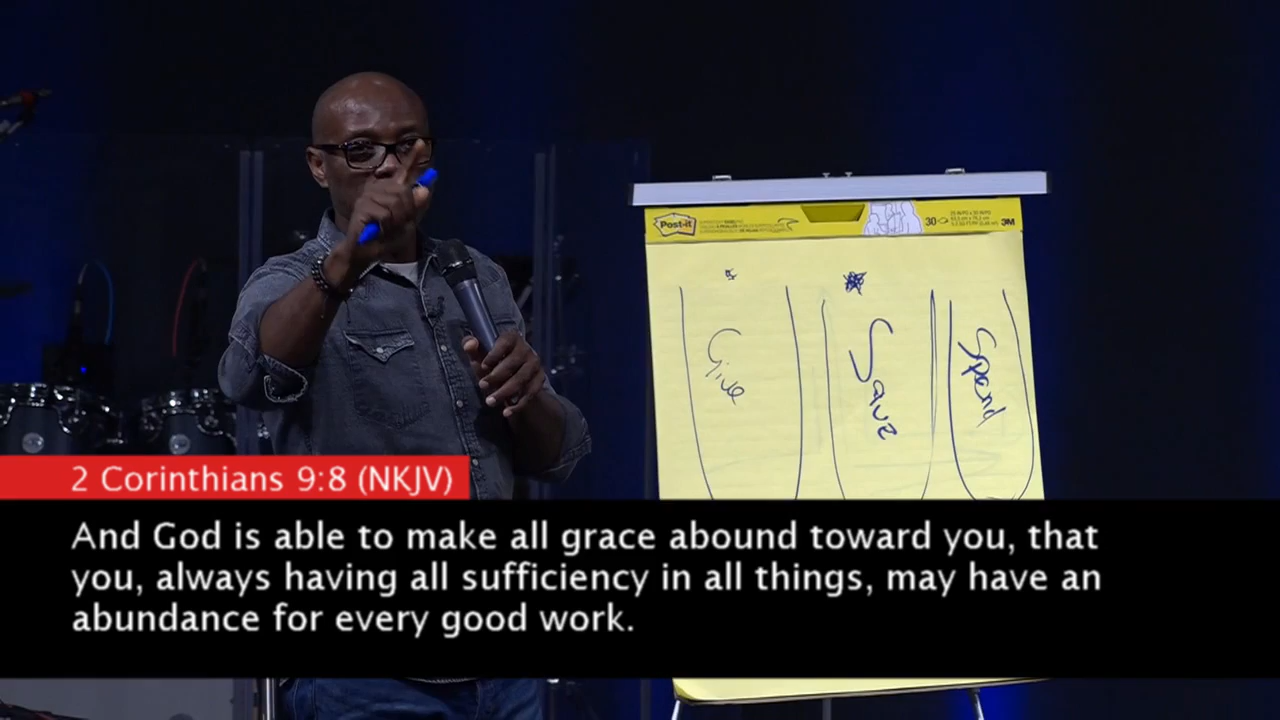 Post-it
30
3M
Give
Save
Spend
2 Corinthians 9:8 (NKJV)
And God is able to make all grace abound toward you, that
you, always having all sufficiency in all things, may have an
abundance for every good work.